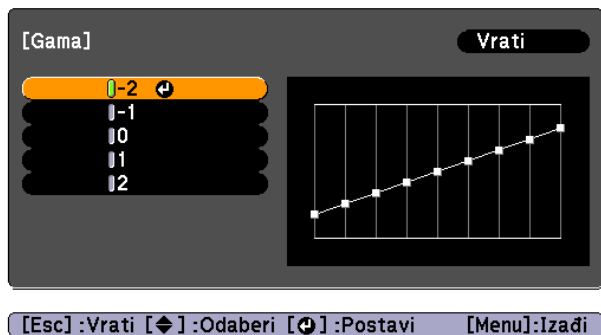 [Gama] Vrati
-2
-1
0
1
2
[Esc] :Vrati [◆] :Odaberi [↵] :Postavi [Menu]:Izađi